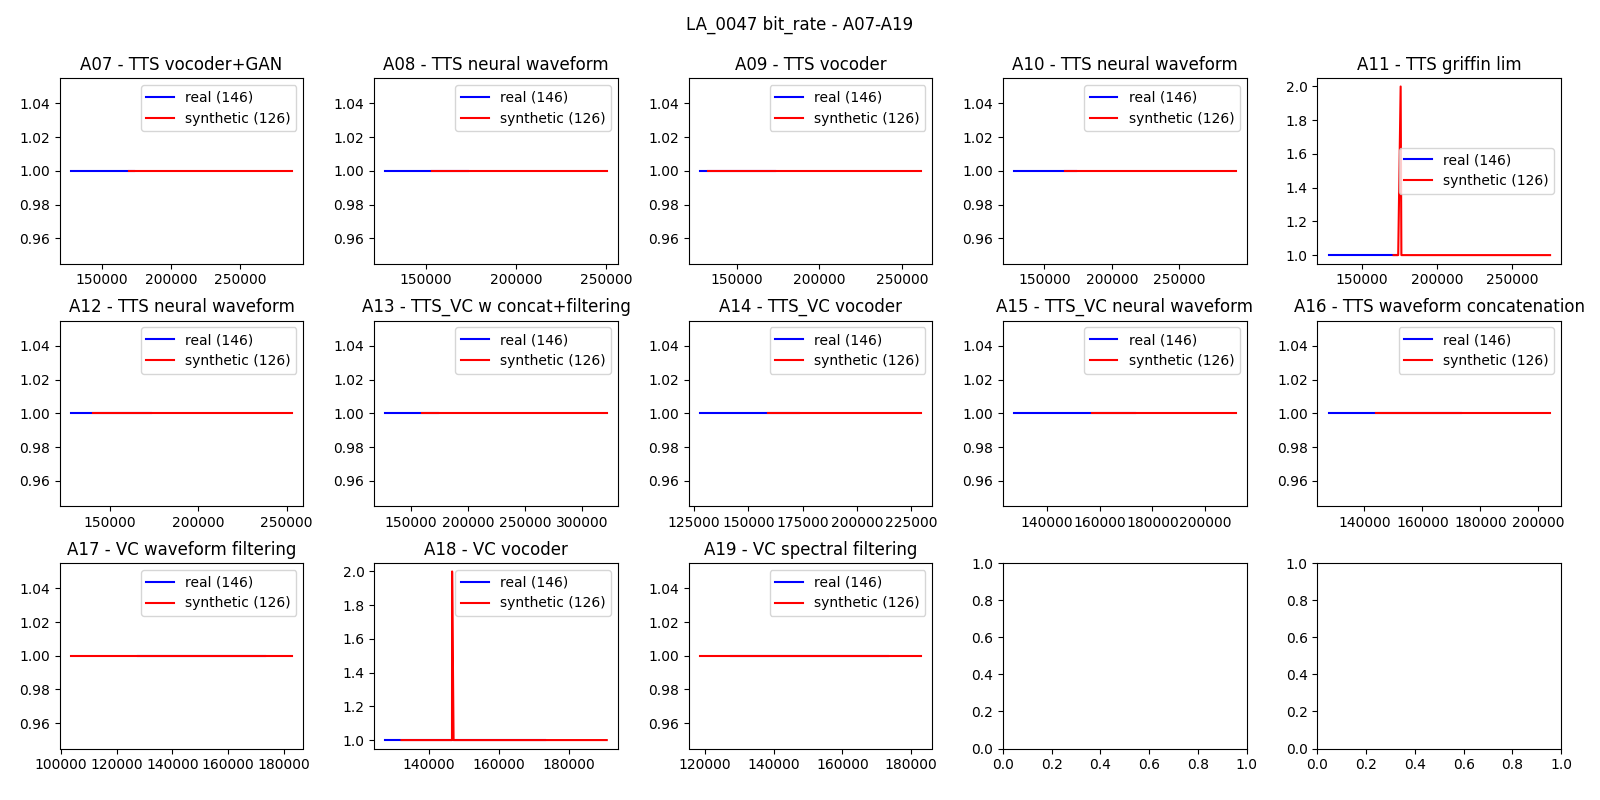 LA_0047 bit_rate - A07-A19
A07 - TTS vocoder+GAN
1.04
1.02
1.00
0.98
0.96
real (146)
synthetic (126)
150000 200000 250000
A08 - TTS neural waveform
1.04
1.02
1.00
0.98
0.96
real (146)
synthetic (126)
150000 200000 250000
A09 - TTS vocoder
1.04
1.02
1.00
0.98
0.96
real (146)
synthetic (126)
150000 200000 250000
A10 - TTS neural waveform
1.04
1.02
1.00
0.98
0.96
real (146)
synthetic (126)
150000 200000 250000
A11 - TTS griffin lim
2.0
1.8
1.6
1.4
1.2
1.0
real (146)
synthetic (126)
150000 200000 250000
A12 - TTS neural waveform
1.04
1.02
1.00
0.98
0.96
real (146)
synthetic (126)
150000 200000 250000
A13 - TTS_VC w concat+filtering
1.04
1.02
1.00
0.98
0.96
real (146)
synthetic (126)
150000 200000 250000 300000
A14 - TTS_VC vocoder
1.04
1.02
1.00
0.98
0.96
real (146)
synthetic (126)
125000 150000 175000 200000 225000
A15 - TTS_VC neural waveform
1.04
1.02
1.00
0.98
0.96
real (146)
synthetic (126)
140000 160000 180000 200000
A16 - TTS waveform concatenation
1.04
1.02
1.00
0.98
0.96
real (146)
synthetic (126)
140000 160000 180000 200000
A17 - VC waveform filtering
1.04
1.02
1.00
0.98
0.96
real (146)
synthetic (126)
100000 120000 140000 160000 180000
A18 - VC vocoder
2.0
1.8
1.6
1.4
1.2
1.0
real (146)
synthetic (126)
140000 160000 180000
A19 - VC spectral filtering
1.04
1.02
1.00
0.98
0.96
real (146)
synthetic (126)
120000 140000 160000 180000
1.0
0.8
0.6
0.4
0.2
0.0
0.0 0.2 0.4 0.6 0.8 1.0
1.0
0.8
0.6
0.4
0.2
0.0
0.0 0.2 0.4 0.6 0.8 1.0